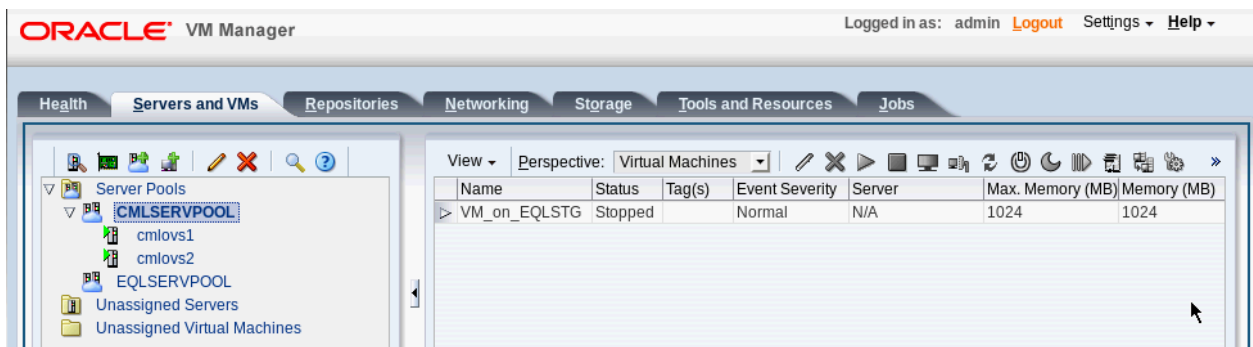 ORACLE VM Manager
Logged in as: admin Logout Settings Help
Health Servers and VMs Repositories Networking Storage Tools and Resources Jobs
View Perspective: Virtual Machines »
Server Pools
CMLSERVPOOL
cmlovs1
cmlovs2
EQLSERVPOOL
Unassigned Servers
Unassigned Virtual Machines
Name Status Tag(s) Event Severity Server Max. Memory (MB) Memory (MB)
VM_on_EQLSTG Stopped Normal N/A 1024 1024